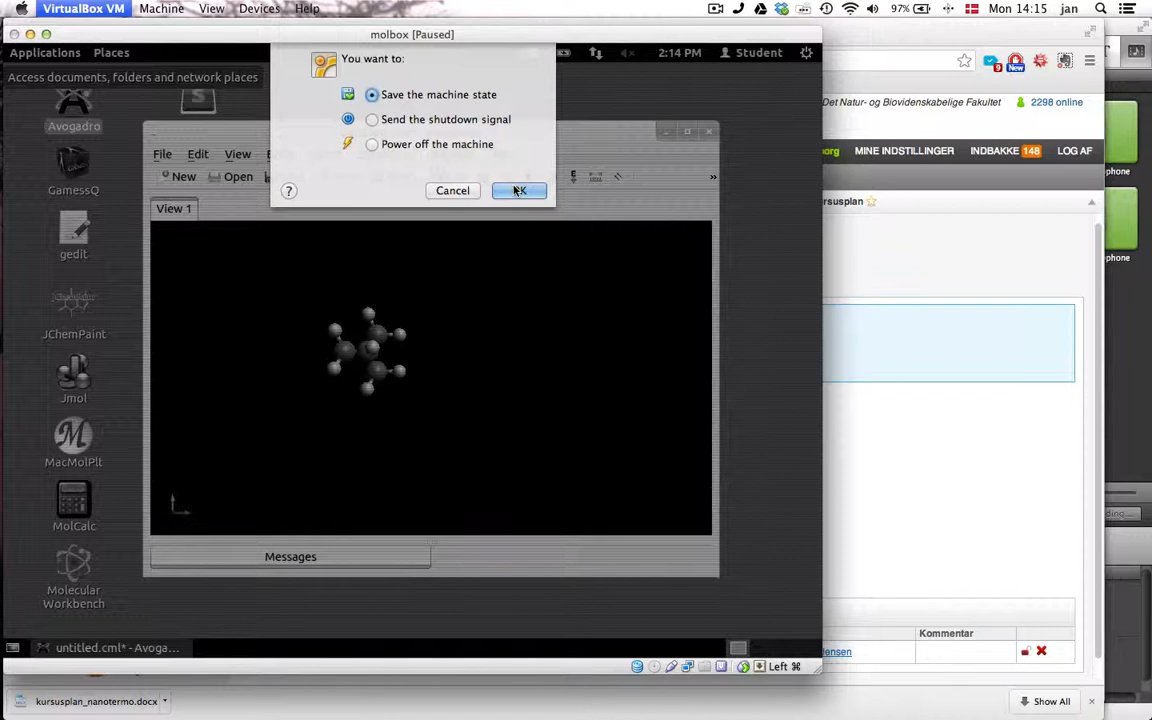 VirtualBox VM Machine View Devices Help
97% Mon 14:15 jan
molbox [Paused]
Applications Places
2:14 PM Student
Access documents, folders and network places
You want to:
Save the machine state
Send the shutdown signal
Power off the machine
? Cancel
Avogadro
GamessQ
gedit
JChemPaint
Jmol
MacMolPlt
MolCalc
Molecular
Workbench
File Edit View
New Open
»
View 1
Messages
untitled.cml* - Avoga...
Left ⌘
9 New
Det Natur- og Biovidenskabelige Fakultet 2298 online
MINE INDSTILLINGER INDBAKKE 148 LOG AF
Kommentar
kursusplan_nanotermo.docx
Show All